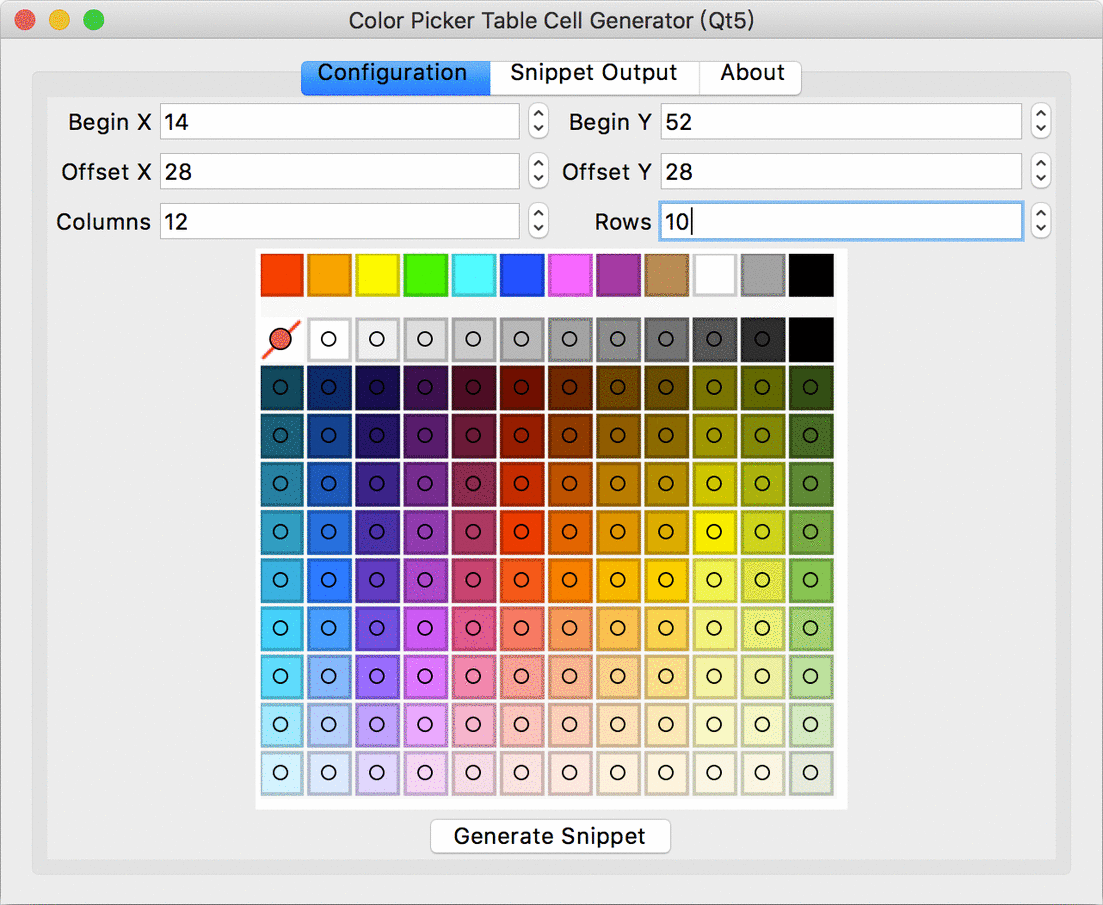 Color Picker Table Cell Generator (Qt5)
Configuration Snippet Output About
Begin X 14 Begin Y 52
Offset X 28 Offset Y 28
Columns 12 Rows 10
Generate Snippet